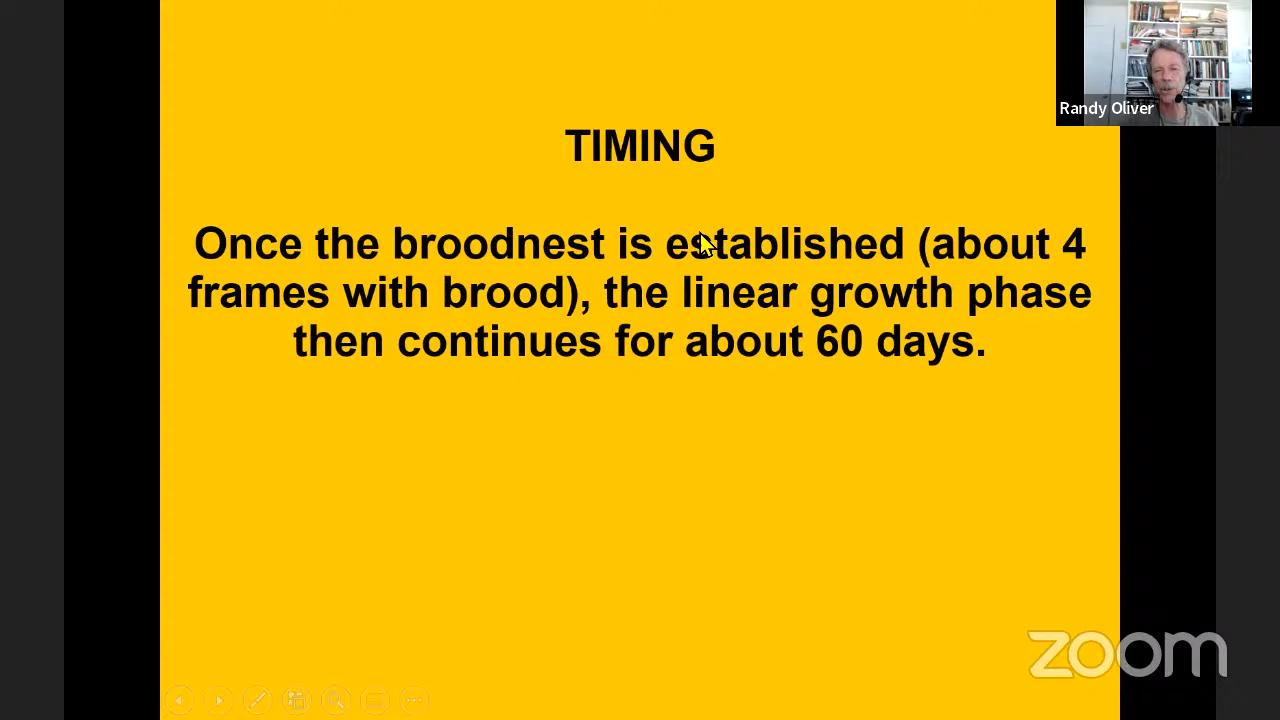 Randy Oliver
TIMING
Once the broodnest is established (about 4
frames with brood), the linear growth phase
then continues for about 60 days.
zoom